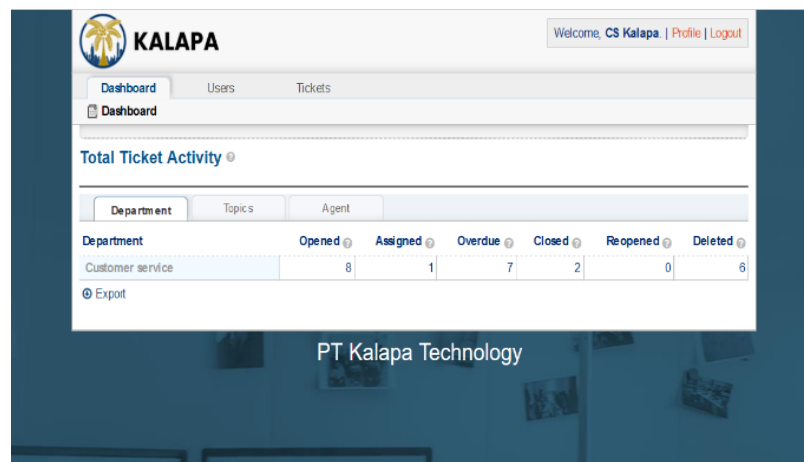 KALAPA
Welcome, CS Kalapa. | Profile | Logout
Dashboard Users Tickets
Dashboard
Total Ticket Activity
Department Topics Agent
Department Opened Assigned Overdue Closed Reopened Deleted
Customer service 8 1 7 2 0 6
Export
PT Kalapa Technology